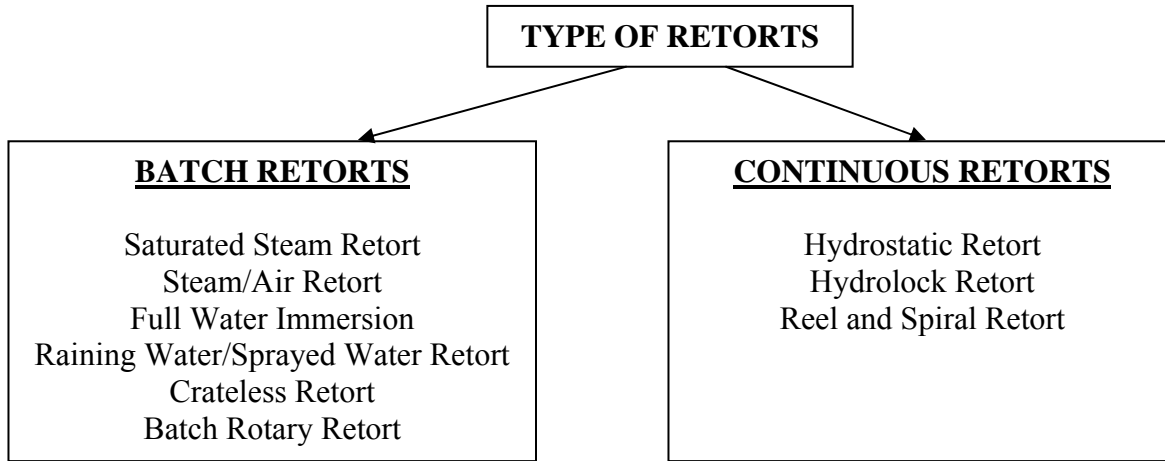 TYPE OF RETORTS
BATCH RETORTS
Saturated Steam Retort
Steam/Air Retort
Full Water Immersion
Raining Water/Sprayed Water Retort
Crateless Retort
Batch Rotary Retort
CONTINUOUS RETORTS
Hydrostatic Retort
Hydrolock Retort
Reel and Spiral Retort